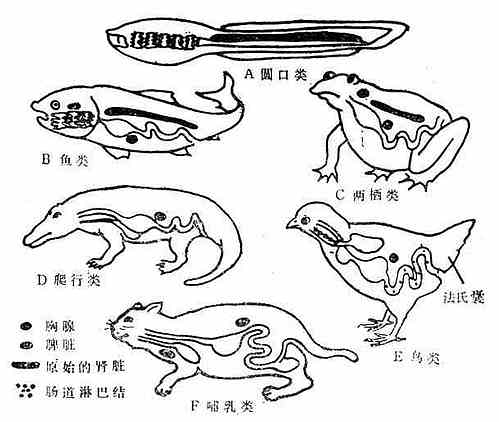 A 圆口类
B 鱼类
C 两栖类
D 爬行类
法氏囊
E 鸟类
胸腺
脾脏
原始的肾脏
肠道淋巴结
F 哺乳类